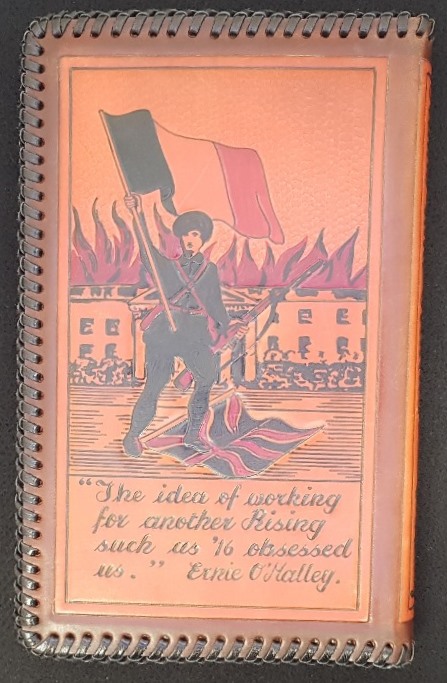 "The idea of working
for another Rising
such as '16 obsessed
us." Ernie O'Malley.